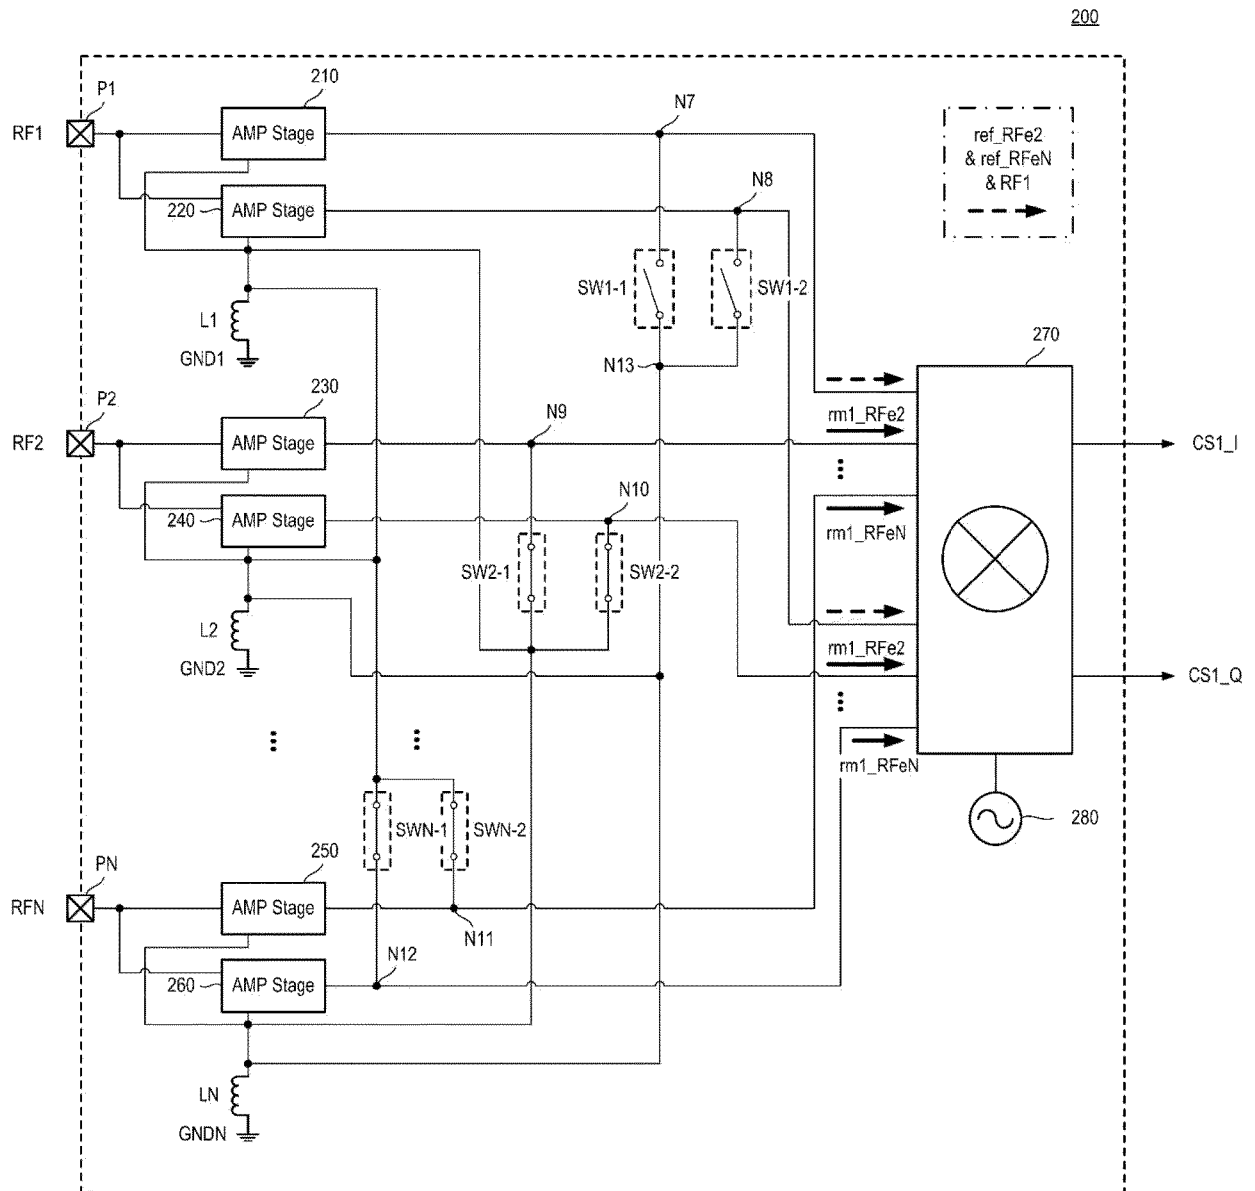 200
P1
RF1
210
AMP Stage
N7
ref_RFe2
& ref_RFeN
& RF1
220
AMP Stage
N8
SW1-1
SW1-2
L1
GND1
N13
270
P2
RF2
230
AMP Stage
N9
rm1_RFe2
CS1_I
240
AMP Stage
N10
rm1_RFeN
SW2-1
SW2-2
L2
GND2
rm1_RFe2
CS1_Q
rm1_RFeN
SWN-1
SWN-2
280
PN
RFN
250
AMP Stage
N11
260
AMP Stage
N12
LN
GNDN